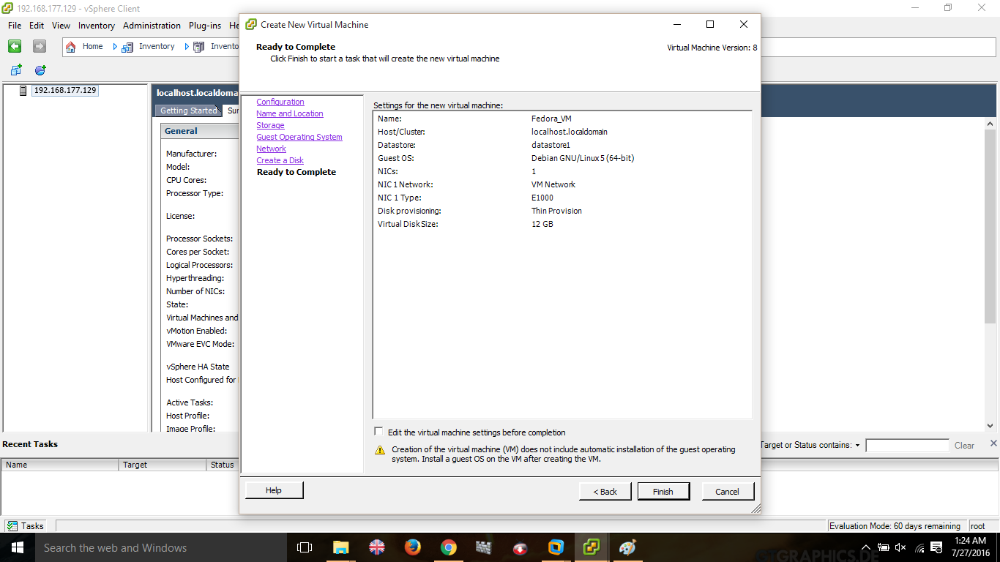 192.168.177.129 - vSphere Client
File Edit View Inventory Administration Plug-ins He
Home Inventory Invento
192.168.177.129
localhost.localdoma
Getting Started Sur
General
Manufacturer:
Model:
CPU Cores:
Processor Type:
License:
Processor Sockets:
Cores per Socket:
Logical Processors:
Hyperthreading:
Number of NICs:
State:
Virtual Machines and
vMotion Enabled:
VMware EVC Mode:
vSphere HA State
Host Configured for
Active Tasks:
Host Profile:
Image Profile:
Create New Virtual Machine
Ready to Complete
Click Finish to start a task that will create the new virtual machine
Virtual Machine Version: 8
Configuration
Name and Location
Storage
Guest Operating System
Network
Create a Disk
Ready to Complete
Settings for the new virtual machine:
Name: Fedora_VM
Host/Cluster: localhost.localdomain
Datastore: datastore1
Guest OS: Debian GNU/Linux 5 (64-bit)
NICs: 1
NIC 1 Network: VM Network
NIC 1 Type: E1000
Disk provisioning: Thin Provision
Virtual Disk Size: 12 GB
Edit the virtual machine settings before completion
Creation of the virtual machine (VM) does not include automatic installation of the guest operating
system. Install a guest OS on the VM after creating the VM.
Help < Back Finish Cancel
Recent Tasks
Target or Status contains: Clear
Name Target Status
Tasks
Evaluation Mode: 60 days remaining root
Search the web and Windows
1:24 AM
7/27/2016
GRAPHICS.DE